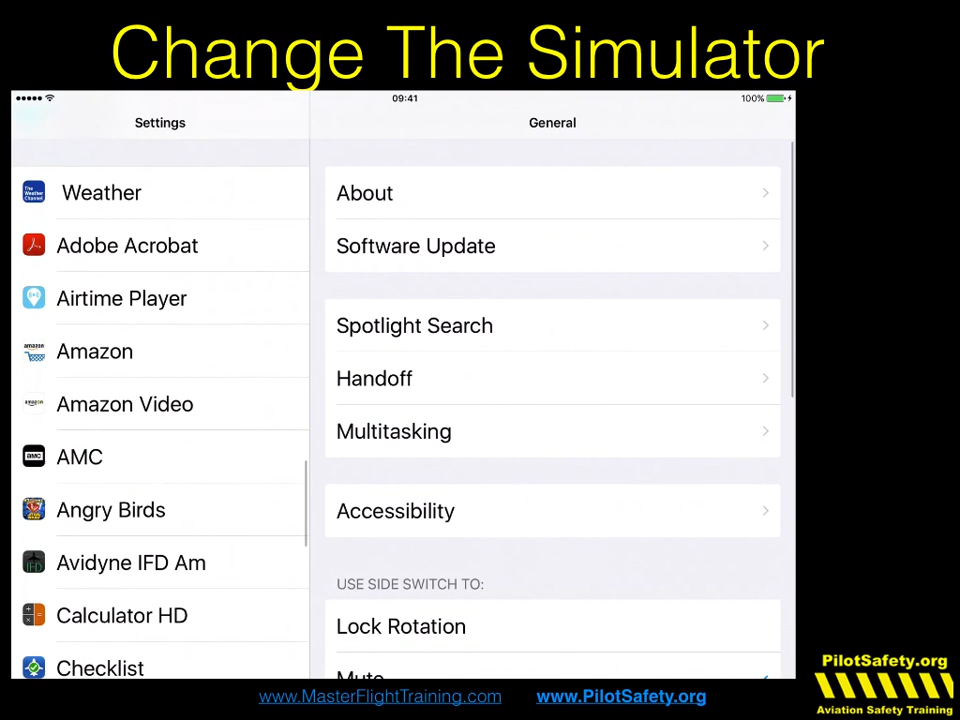 Change The Simulator
09:41
100%
Settings
General
Weather
Adobe Acrobat
Airtime Player
Amazon
Amazon Video
AMC
Angry Birds
Avidyne IFD Am
Calculator HD
Checklist
About
Software Update
Spotlight Search
Handoff
Multitasking
Accessibility
USE SIDE SWITCH TO:
Lock Rotation
Mute
www.MasterFlightTraining.com
www.PilotSafety.org
PilotSafety.org
Aviation Safety Training